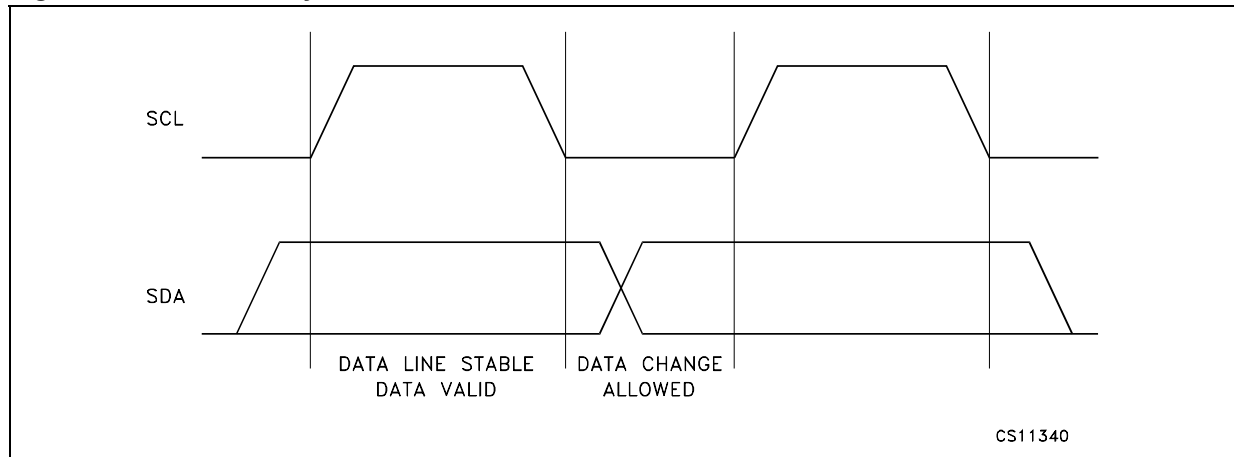 SCL
SDA
DATA LINE STABLE
DATA VALID
DATA CHANGE
ALLOWED
CS11340